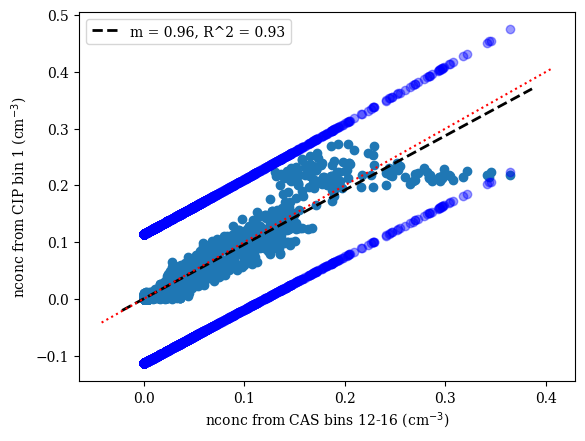 m = 0.96, R^2 = 0.93
nconc from CIP bin 1 (cm⁻³)
0.5
0.4
0.3
0.2
0.1
0.0
−0.1
0.0 0.1 0.2 0.3 0.4
nconc from CAS bins 12-16 (cm⁻³)